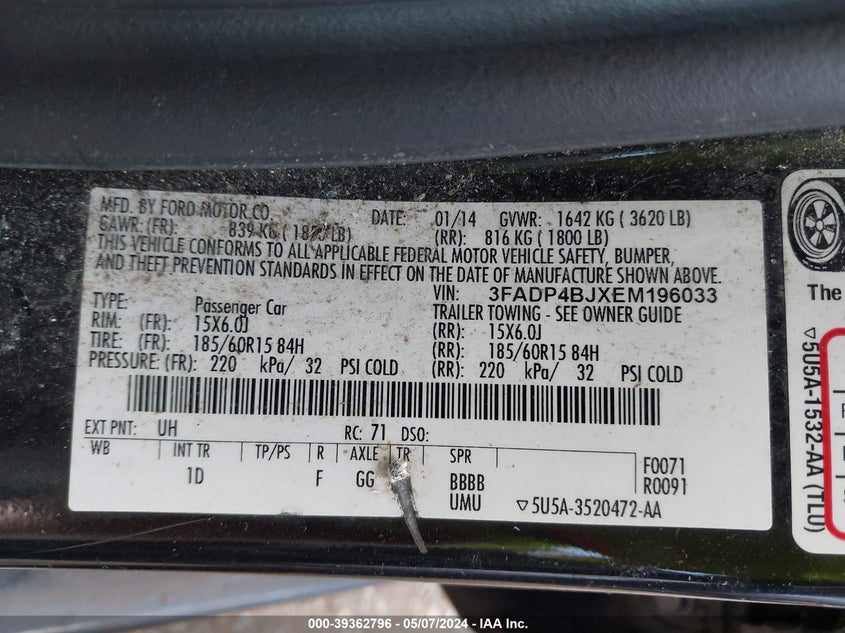 MFD. BY FORD MOTOR CO.
DATE: 01/14 GVWR: 1642 KG ( 3620 LB)
GAWR: (FR): 839 KG ( LB) (RR): 816 KG ( 1800 LB)
THIS VEHICLE CONFORMS TO ALL APPLICABLE FEDERAL MOTOR VEHICLE SAFETY, BUMPER,
AND THEFT PREVENTION STANDARDS IN EFFECT ON THE DATE OF MANUFACTURE SHOWN ABOVE.
VIN: 3FADP4BJXEM196033
TYPE: Passenger Car TRAILER TOWING - SEE OWNER GUIDE
RIM: (FR): 15X6.0J (RR): 15X6.0J
TIRE: (FR): 185/60R15 84H (RR): 185/60R15 84H
PRESSURE: (FR): 220 kPa/ 32 PSI COLD (RR): 220 kPa/ 32 PSI COLD
EXT PNT: UH RC: 71 DSO:
WB INT TR TP/PS R AXLE TR SPR
1D F GG BBBB
UMU
F0071
R0091
▽5U5A-3520472-AA
The
▽5U5A-1532-AA (TLU)
000-39362796 - 05/07/2024 - IAA Inc.